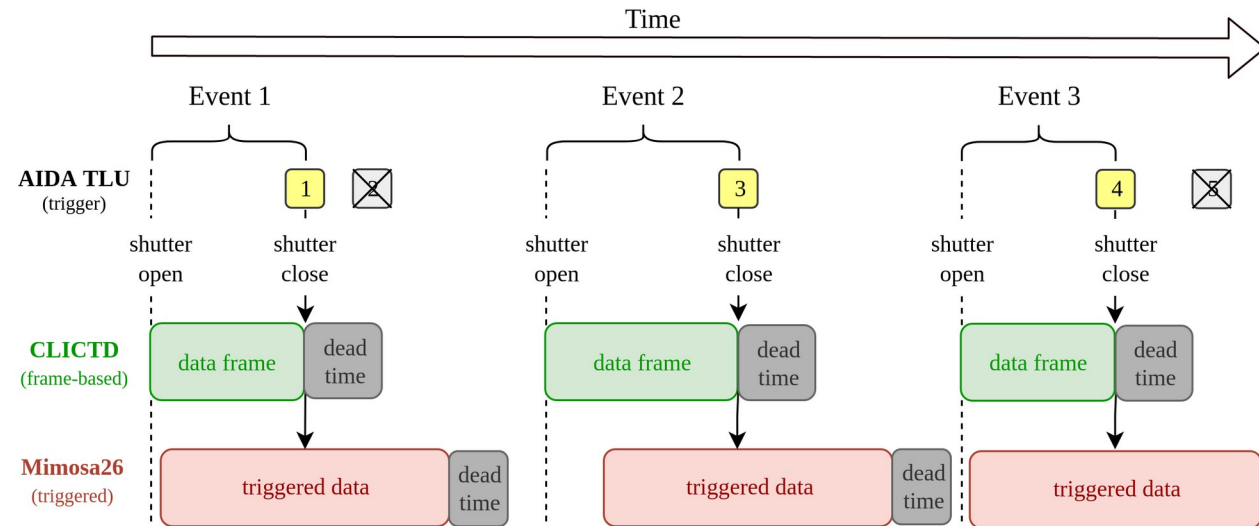 Time
Event 1
Event 2
Event 3
AIDA TLU
(trigger)
1
2
3
4
5
shutter
open
shutter
close
shutter
open
shutter
close
shutter
open
shutter
close
CLICTD
(frame-based)
data frame
dead
time
data frame
dead
time
data frame
dead
time
Mimosa26
(triggered)
triggered data
dead
time
triggered data
dead
time
triggered data